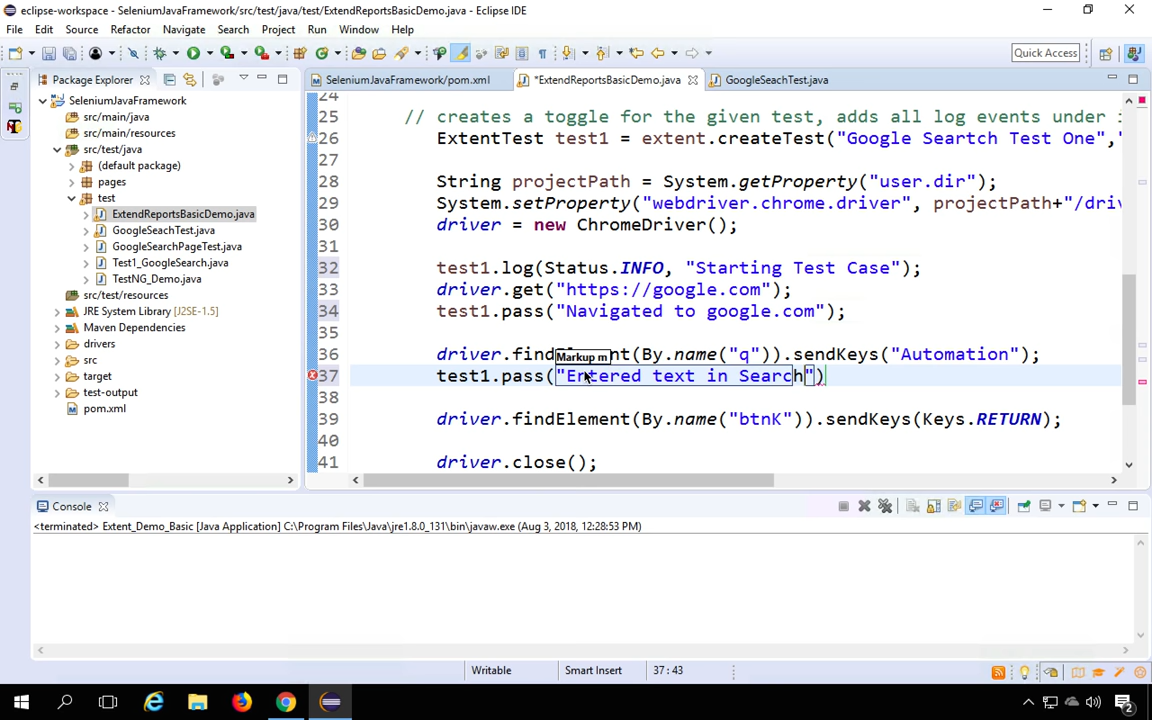 eclipse-workspace - SeleniumJavaFramework/src/test/java/test/ExtendReportsBasicDemo.java - Eclipse IDE
File Edit Source Refactor Navigate Search Project Run Window Help
Quick Access
Package Explorer
SeleniumJavaFramework/pom.xml
*ExtendReportsBasicDemo.java
GoogleSeachTest.java
SeleniumJavaFramework
src/main/java
src/main/resources
src/test/java
(default package)
pages
test
ExtendReportsBasicDemo.java
GoogleSeachTest.java
GoogleSearchPageTest.java
Test1_GoogleSearch.java
TestNG_Demo.java
src/test/resources
JRE System Library [J2SE-1.5]
Maven Dependencies
drivers
src
target
test-output
pom.xml
24
25 // creates a toggle for the given test, adds all log events under i
26 ExtentTest test1 = extent.createTest("Google Seartch Test One","
27
28 String projectPath = System.getProperty("user.dir");
29 System.setProperty("webdriver.chrome.driver", projectPath+"/driv
30 driver = new ChromeDriver();
31
32 test1.log(Status.INFO, "Starting Test Case");
33 driver.get("https://google.com");
34 test1.pass("Navigated to google.com");
35
36 driver.findElement(By.name("q")).sendKeys("Automation");
Markup m
37 test1.pass("Entered text in Search")
38
39 driver.findElement(By.name("btnK")).sendKeys(Keys.RETURN);
40
41 driver.close();
Console
<terminated> Extent_Demo_Basic [Java Application] C:\Program Files\Java\jre1.8.0_131\bin\javaw.exe (Aug 3, 2018, 12:28:53 PM)
Writable
Smart Insert
37 : 43
2